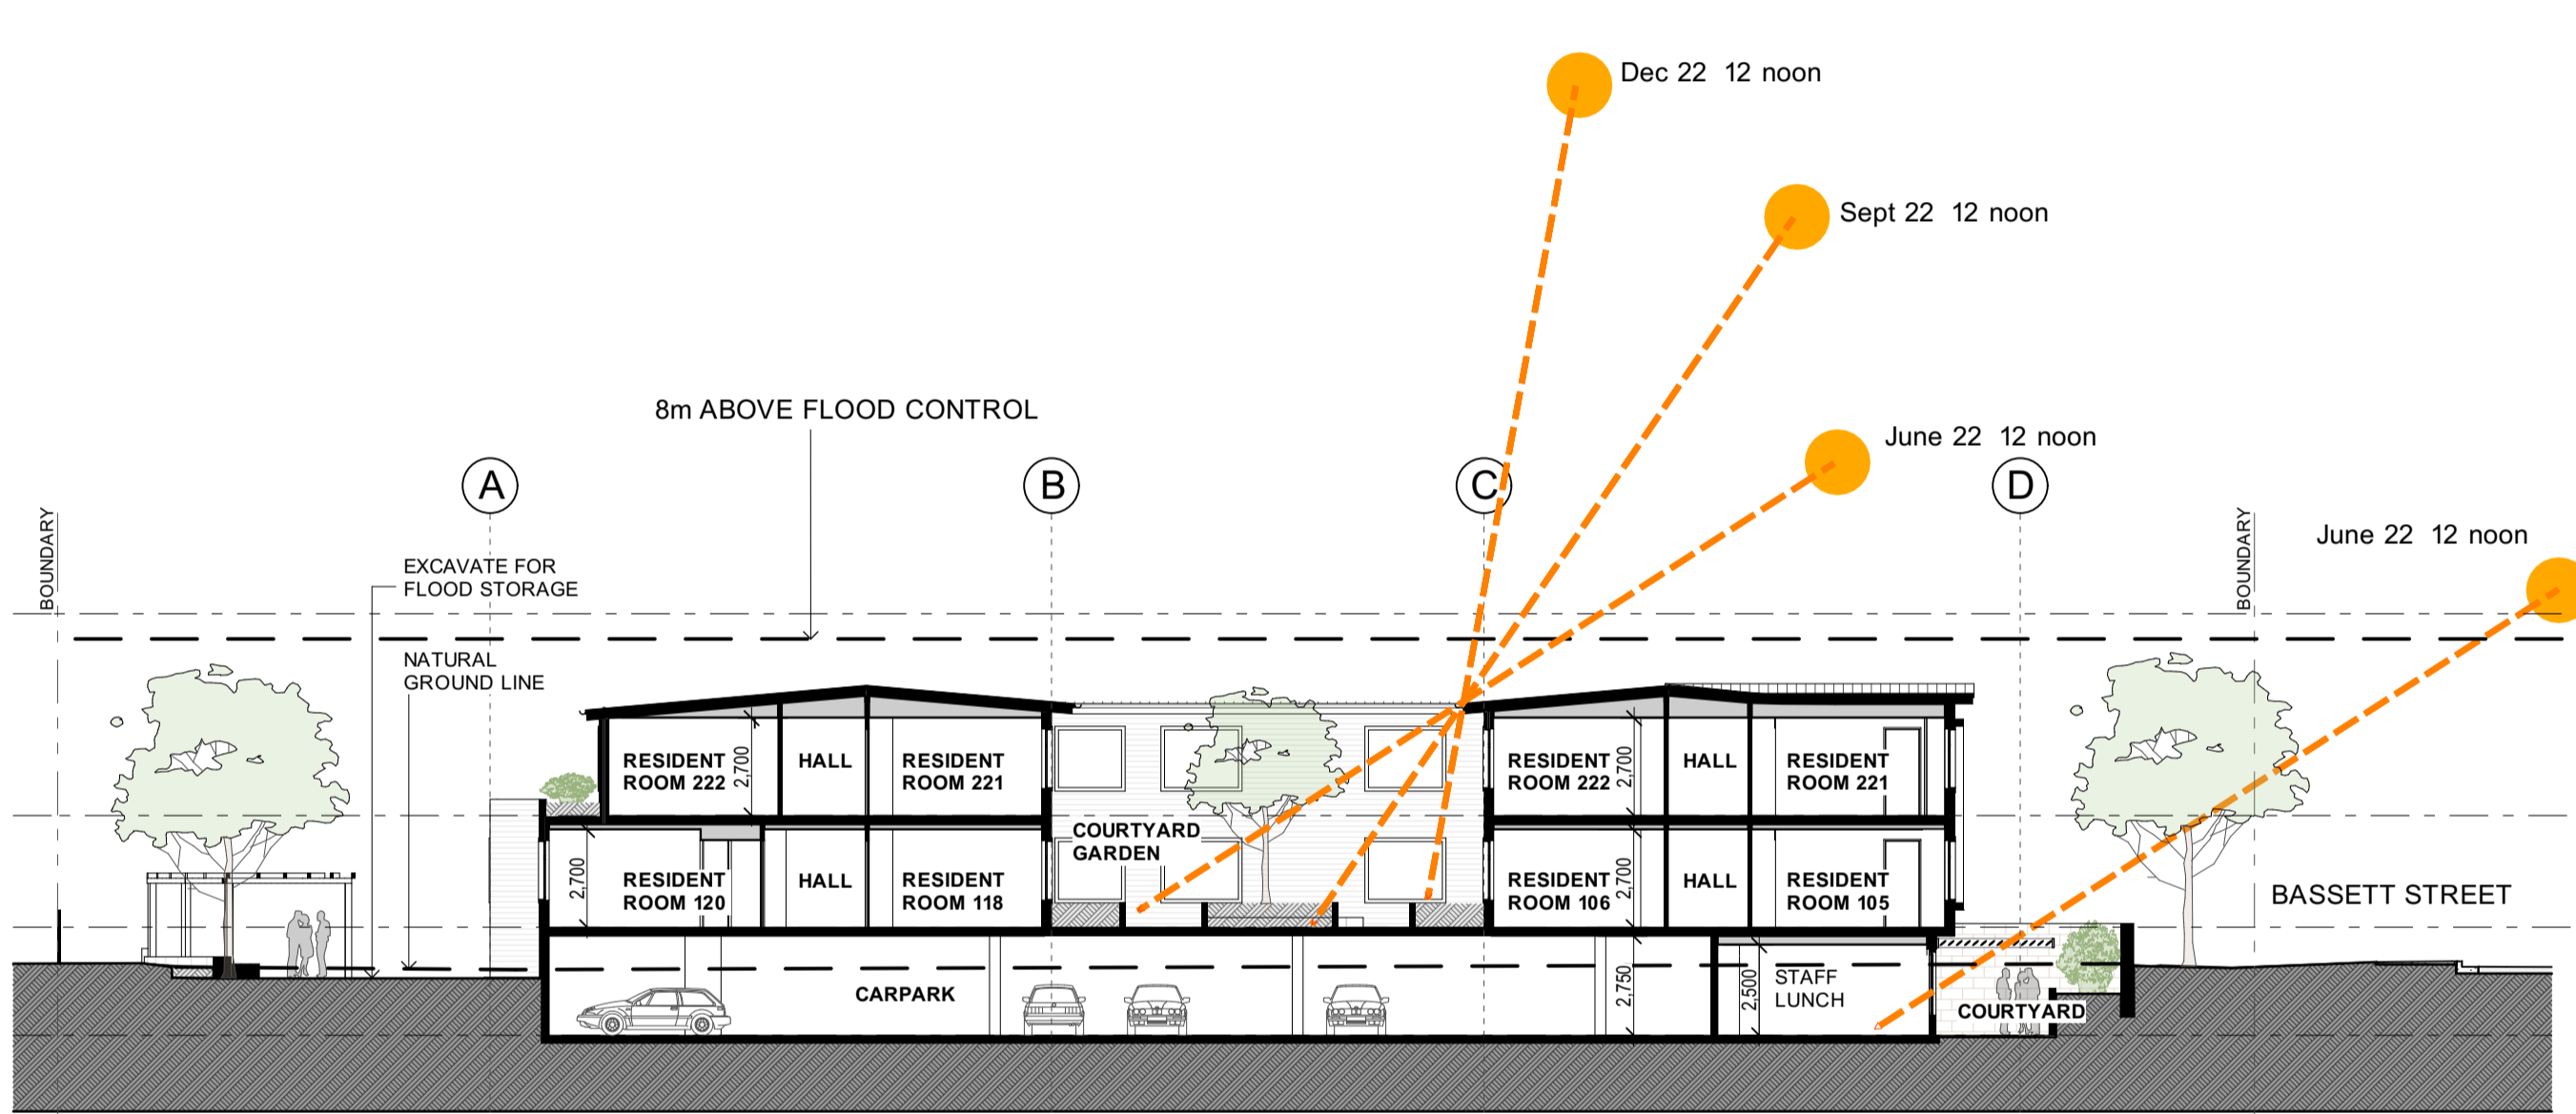 Dec 22 12 noon
Sept 22 12 noon
8m ABOVE FLOOD CONTROL
June 22 12 noon
A
B
C
D
June 22 12 noon
BOUNDARY
BOUNDARY
EXCAVATE FOR
FLOOD STORAGE
NATURAL
GROUND LINE
RESIDENT
ROOM 222
2,700
HALL
RESIDENT
ROOM 221
RESIDENT
ROOM 222
2,700
HALL
RESIDENT
ROOM 221
COURTYARD
GARDEN
2,700
RESIDENT
ROOM 120
HALL
RESIDENT
ROOM 118
RESIDENT
ROOM 106
2,700
HALL
RESIDENT
ROOM 105
BASSETT STREET
CARPARK
2,750
2,500
STAFF
LUNCH
COURTYARD